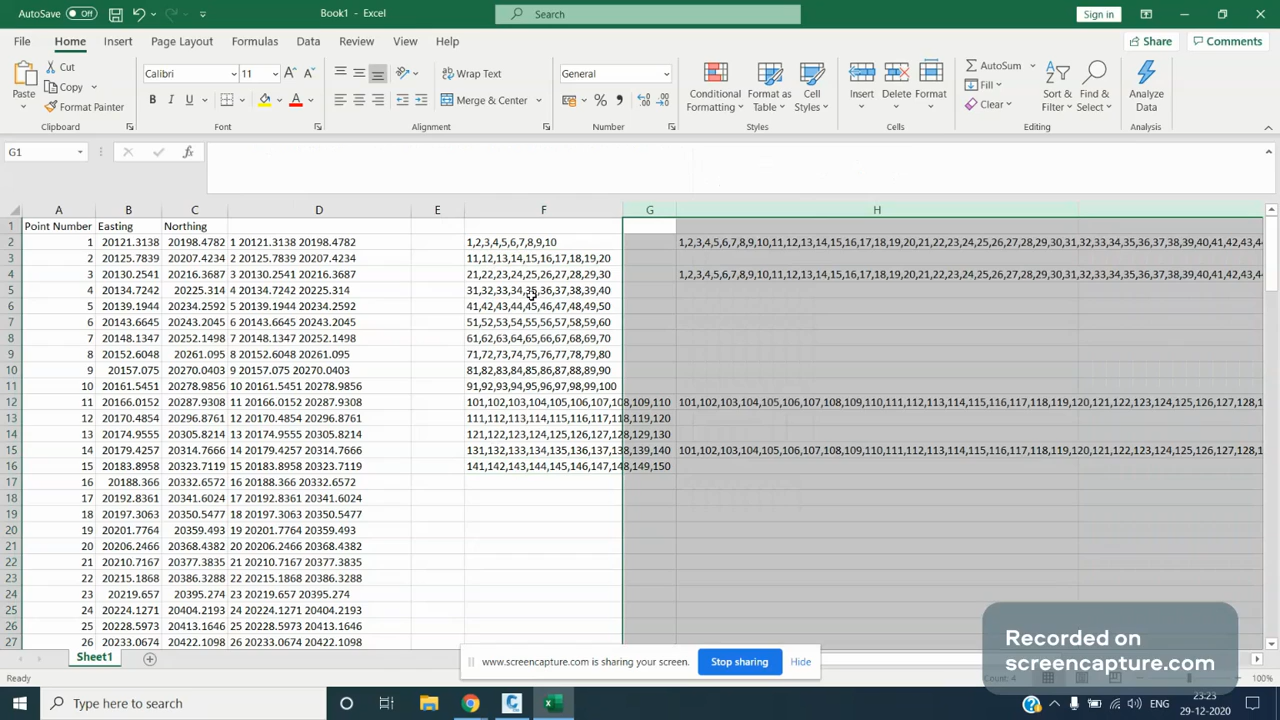 AutoSave Off Book1 - Excel Search Sign in
File Home Insert Page Layout Formulas Data Review View Help Share Comments
Paste Cut Copy Format Painter Clipboard
Calibri 11 B I U A Font
Wrap Text Merge & Center Alignment
General % Number
Conditional Formatting Format as Table Cell Styles Styles
Insert Delete Format Cells
AutoSum Fill Clear Sort & Filter Find & Select Editing
Analyze Data Analysis
G1 fx
A B C D E F G H
1 Point Number Easting Northing
2 1 20121.3138 20198.4782 1 20121.3138 20198.4782 1,2,3,4,5,6,7,8,9,10 1,2,3,4,5,6,7,8,9,10,11,12,13,14,15,16,17,18,19,20,21,22,23,24,25,26,27,28,29,30,31,32,33,34,35,36,37,38,39,40,41,42,43,44
3 2 20125.7839 20207.4234 2 20125.7839 20207.4234 11,12,13,14,15,16,17,18,19,20
4 3 20130.2541 20216.3687 3 20130.2541 20216.3687 21,22,23,24,25,26,27,28,29,30 1,2,3,4,5,6,7,8,9,10,11,12,13,14,15,16,17,18,19,20,21,22,23,24,25,26,27,28,29,30,31,32,33,34,35,36,37,38,39,40,41,42,43,44
5 4 20134.7242 20225.314 4 20134.7242 20225.314 31,32,33,34,35,36,37,38,39,40
6 5 20139.1944 20234.2592 5 20139.1944 20234.2592 41,42,43,44,45,46,47,48,49,50
7 6 20143.6645 20243.2045 6 20143.6645 20243.2045 51,52,53,54,55,56,57,58,59,60
8 7 20148.1347 20252.1498 7 20148.1347 20252.1498 61,62,63,64,65,66,67,68,69,70
9 8 20152.6048 20261.095 8 20152.6048 20261.095 71,72,73,74,75,76,77,78,79,80
10 9 20157.075 20270.0403 9 20157.075 20270.0403 81,82,83,84,85,86,87,88,89,90
11 10 20161.5451 20278.9856 10 20161.5451 20278.9856 91,92,93,94,95,96,97,98,99,100
12 11 20166.0152 20287.9308 11 20166.0152 20287.9308 101,102,103,104,105,106,107,108,109,110 101,102,103,104,105,106,107,108,109,110,111,112,113,114,115,116,117,118,119,120,121,122,123,124,125,126,127,128,1
13 12 20170.4854 20296.8761 12 20170.4854 20296.8761 111,112,113,114,115,116,117,118,119,120
14 13 20174.9555 20305.8214 13 20174.9555 20305.8214 121,122,123,124,125,126,127,128,129,130
15 14 20179.4257 20314.7666 14 20179.4257 20314.7666 131,132,133,134,135,136,137,138,139,140 101,102,103,104,105,106,107,108,109,110,111,112,113,114,115,116,117,118,119,120,121,122,123,124,125,126,127,128,1
16 15 20183.8958 20323.7119 15 20183.8958 20323.7119 141,142,143,144,145,146,147,148,149,150
17 16 20188.366 20332.6572 16 20188.366 20332.6572
18 17 20192.8361 20341.6024 17 20192.8361 20341.6024
19 18 20197.3063 20350.5477 18 20197.3063 20350.5477
20 19 20201.7764 20359.493 19 20201.7764 20359.493
21 20 20206.2466 20368.4382 20 20206.2466 20368.4382
22 21 20210.7167 20377.3835 21 20210.7167 20377.3835
23 22 20215.1868 20386.3288 22 20215.1868 20386.3288
24 23 20219.657 20395.274 23 20219.657 20395.274
25 24 20224.1271 20404.2193 24 20224.1271 20404.2193
26 25 20228.5973 20413.1646 25 20228.5973 20413.1646
27 26 20233.0674 20422.1098 26 20233.0674 20422.1098
Sheet1
www.screencapture.com is sharing your screen. Stop sharing Hide
Recorded on
screencapture.com
Ready Count: 4 100%
Type here to search ENG 23:23
29-12-2020